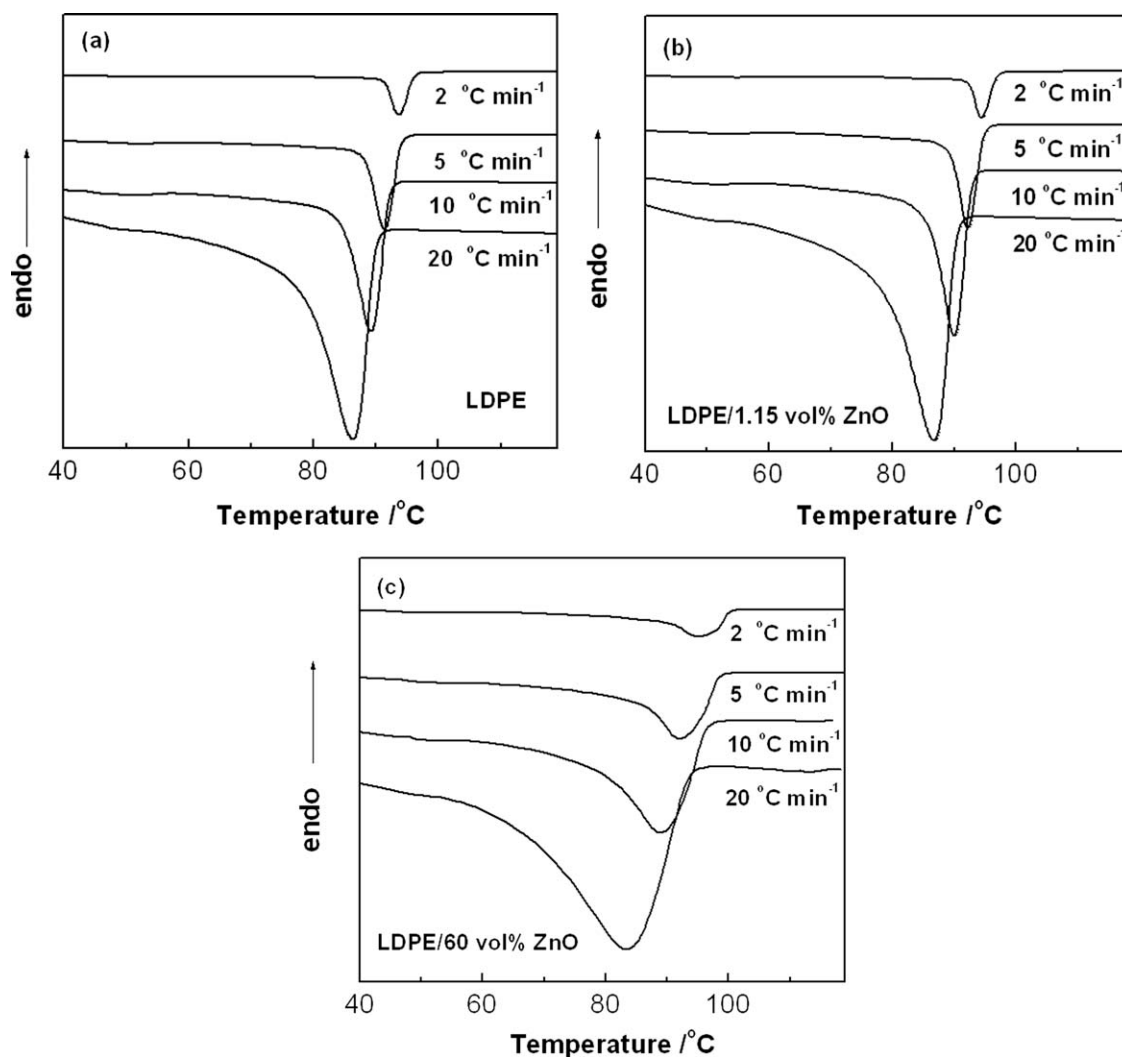 (a)
2 °C min⁻¹
5 °C min⁻¹
10 °C min⁻¹
20 °C min⁻¹
LDPE
endo
40 60 80 100
Temperature /°C
(b)
2 °C min⁻¹
5 °C min⁻¹
10 °C min⁻¹
20 °C min⁻¹
LDPE/1.15 vol% ZnO
endo
40 60 80 100
Temperature /°C
(c)
2 °C min⁻¹
5 °C min⁻¹
10 °C min⁻¹
20 °C min⁻¹
LDPE/60 vol% ZnO
endo
40 60 80 100
Temperature /°C